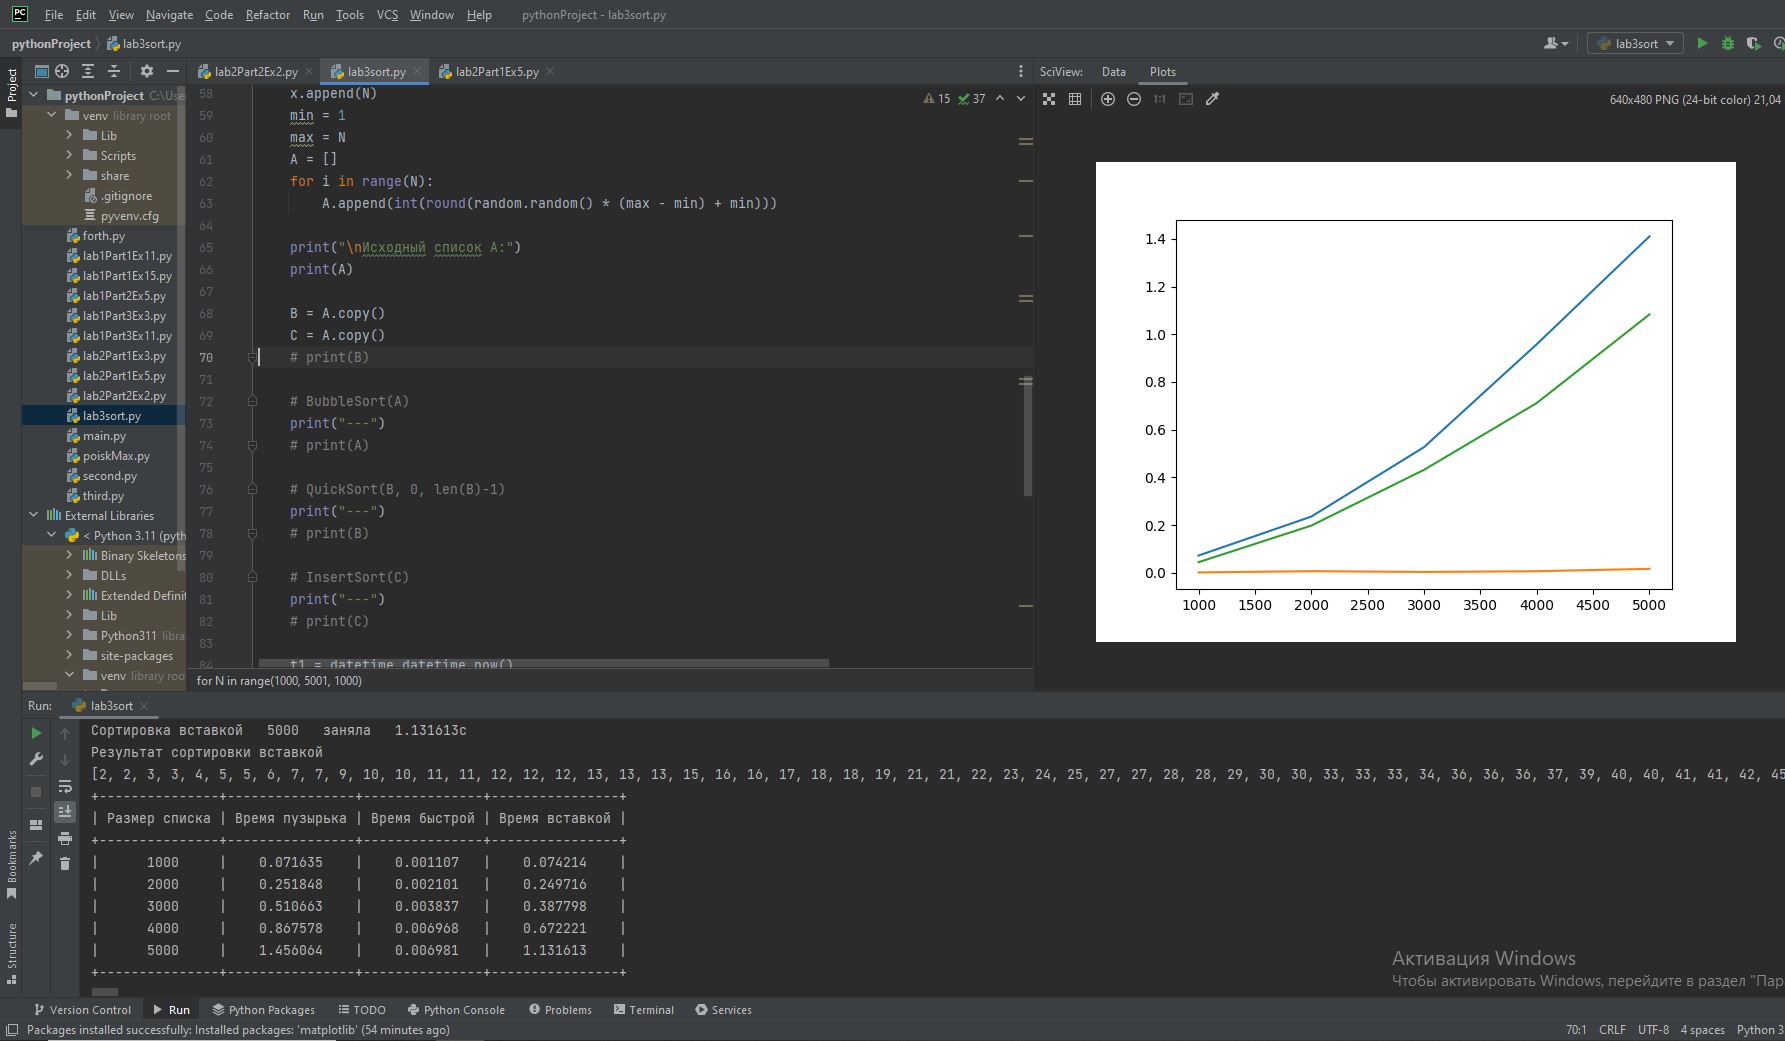 PC File Edit View Navigate Code Refactor Run Tools VCS Window Help pythonProject - lab3sort.py
pythonProject lab3sort.py lab3sort
Project
lab2Part2Ex2.py lab3sort.py lab2Part1Ex5.py
SciView: Data Plots
1:1 640x480 PNG (24-bit color) 21,04
pythonProject C:\Use
venv library root
Lib
Scripts
share
.gitignore
pyvenv.cfg
forth.py
lab1Part1Ex11.py
lab1Part1Ex15.py
lab1Part2Ex5.py
lab1Part3Ex3.py
lab1Part3Ex11.py
lab2Part1Ex3.py
lab2Part1Ex5.py
lab2Part2Ex2.py
lab3sort.py
main.py
poiskMax.py
second.py
third.py
External Libraries
< Python 3.11 (pyth
Binary Skeletons
DLLs
Extended Definit
Lib
Python311 libra
site-packages
venv library roo
15 37
58 x.append(N)
59 min = 1
60 max = N
61 A = []
62 for i in range(N):
63 A.append(int(round(random.random() * (max - min) + min)))
64
65 print("\nИсходный список A:")
66 print(A)
67
68 B = A.copy()
69 C = A.copy()
70 # print(B)
71
72 # BubbleSort(A)
73 print("---")
74 # print(A)
75
76 # QuickSort(B, 0, len(B)-1)
77 print("---")
78 # print(B)
79
80 # InsertSort(C)
81 print("---")
82 # print(C)
83
84 t1 = datetime.datetime.now()
for N in range(1000, 5001, 1000)
1.4
1.2
1.0
0.8
0.6
0.4
0.2
0.0
1000 1500 2000 2500 3000 3500 4000 4500 5000
Run: lab3sort
Сортировка вставкой 5000 заняла 1.131613с
Результат сортировки вставкой
[2, 2, 3, 3, 4, 5, 5, 6, 7, 7, 9, 10, 10, 11, 11, 12, 12, 12, 13, 13, 13, 15, 16, 16, 17, 18, 18, 19, 21, 21, 22, 23, 24, 25, 27, 27, 28, 28, 29, 30, 30, 33, 33, 33, 34, 36, 36, 36, 37, 39, 40, 40, 41, 41, 42, 45
+---------------+----------------+---------------+----------------+
| Размер списка | Время пузырька | Время быстрой | Время вставкой |
+---------------+----------------+---------------+----------------+
| 1000 | 0.071635 | 0.001107 | 0.074214 |
| 2000 | 0.251848 | 0.002101 | 0.249716 |
| 3000 | 0.510663 | 0.003837 | 0.387798 |
| 4000 | 0.867578 | 0.006968 | 0.672221 |
| 5000 | 1.456064 | 0.006981 | 1.131613 |
+---------------+----------------+---------------+----------------+
Bookmarks
Structure
Активация Windows
Чтобы активировать Windows, перейдите в раздел "Пар
Version Control Run Python Packages TODO Python Console Problems Terminal Services
Packages installed successfully: Installed packages: 'matplotlib' (54 minutes ago) 70:1 CRLF UTF-8 4 spaces Python 3